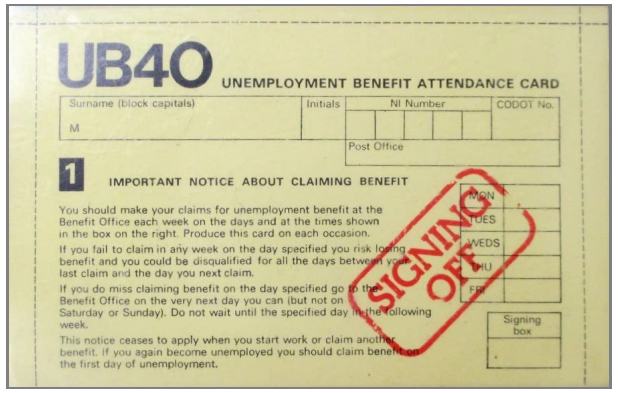 UB40 UNEMPLOYMENT BENEFIT ATTENDANCE CARD
Surname (block capitals) Initials NI Number CODOT No.
M
Post Office
1 IMPORTANT NOTICE ABOUT CLAIMING BENEFIT
You should make your claims for unemployment benefit at the
Benefit Office each week on the days and at the times shown
in the box on the right. Produce this card on each occasion.
If you fail to claim in any week on the day specified you risk losing
benefit and you could be disqualified for all the days between your
last claim and the day you next claim.
If you do miss claiming benefit on the day specified go to the
Benefit Office on the very next day you can (but not on
Saturday or Sunday). Do not wait until the specified day in the following
week.
This notice ceases to apply when you start work or claim another
benefit. If you again become unemployed you should claim benefit on
the first day of unemployment.
MON
TUES
WEDS
THU
FRI
Signing
box
SIGNING
OFF